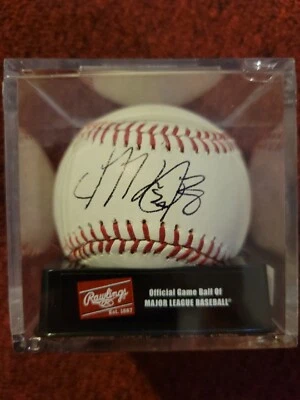 Rawlings
Est. 1887
Official Game Ball Of
MAJOR LEAGUE BASEBALL®